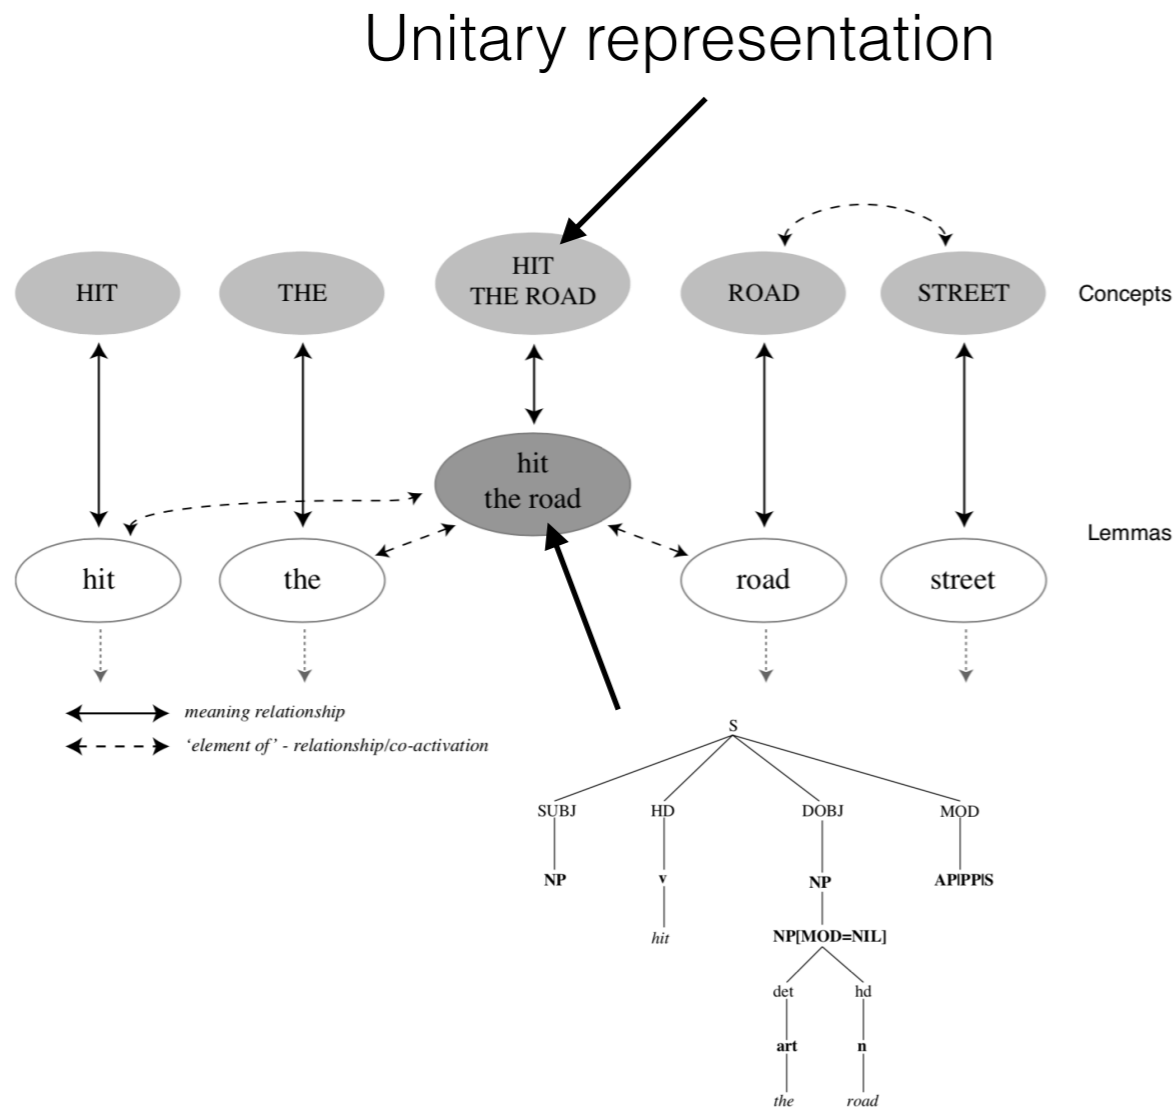 Unitary representation
HIT
THE
HIT
THE ROAD
ROAD
STREET
Concepts
hit
the road
Lemmas
hit
the
road
street
meaning relationship
‘element of’ - relationship/co-activation
S
SUBJ
HD
DOBJ
MOD
NP
v
NP
AP|PP|S
hit
NP[MOD=NIL]
det
hd
art
n
the
road